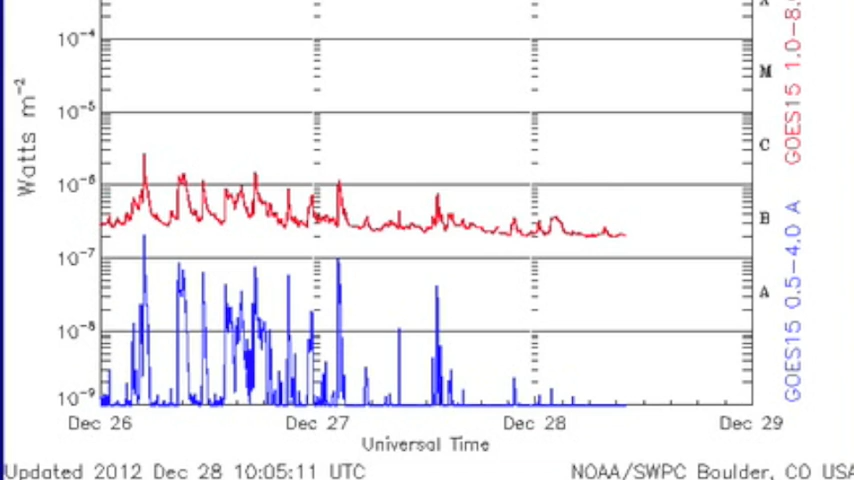 X
10⁻⁴
M
10⁻⁵
C
10⁻⁶
B
10⁻⁷
A
10⁻⁸
10⁻⁹
Watts m⁻²
GOES15 1.0–8.
GOES15 0.5–4.0 A
Dec 26 Dec 27 Dec 28 Dec 29
Universal Time
Updated 2012 Dec 28 10:05:11 UTC NOAA/SWPC Boulder, CO USA